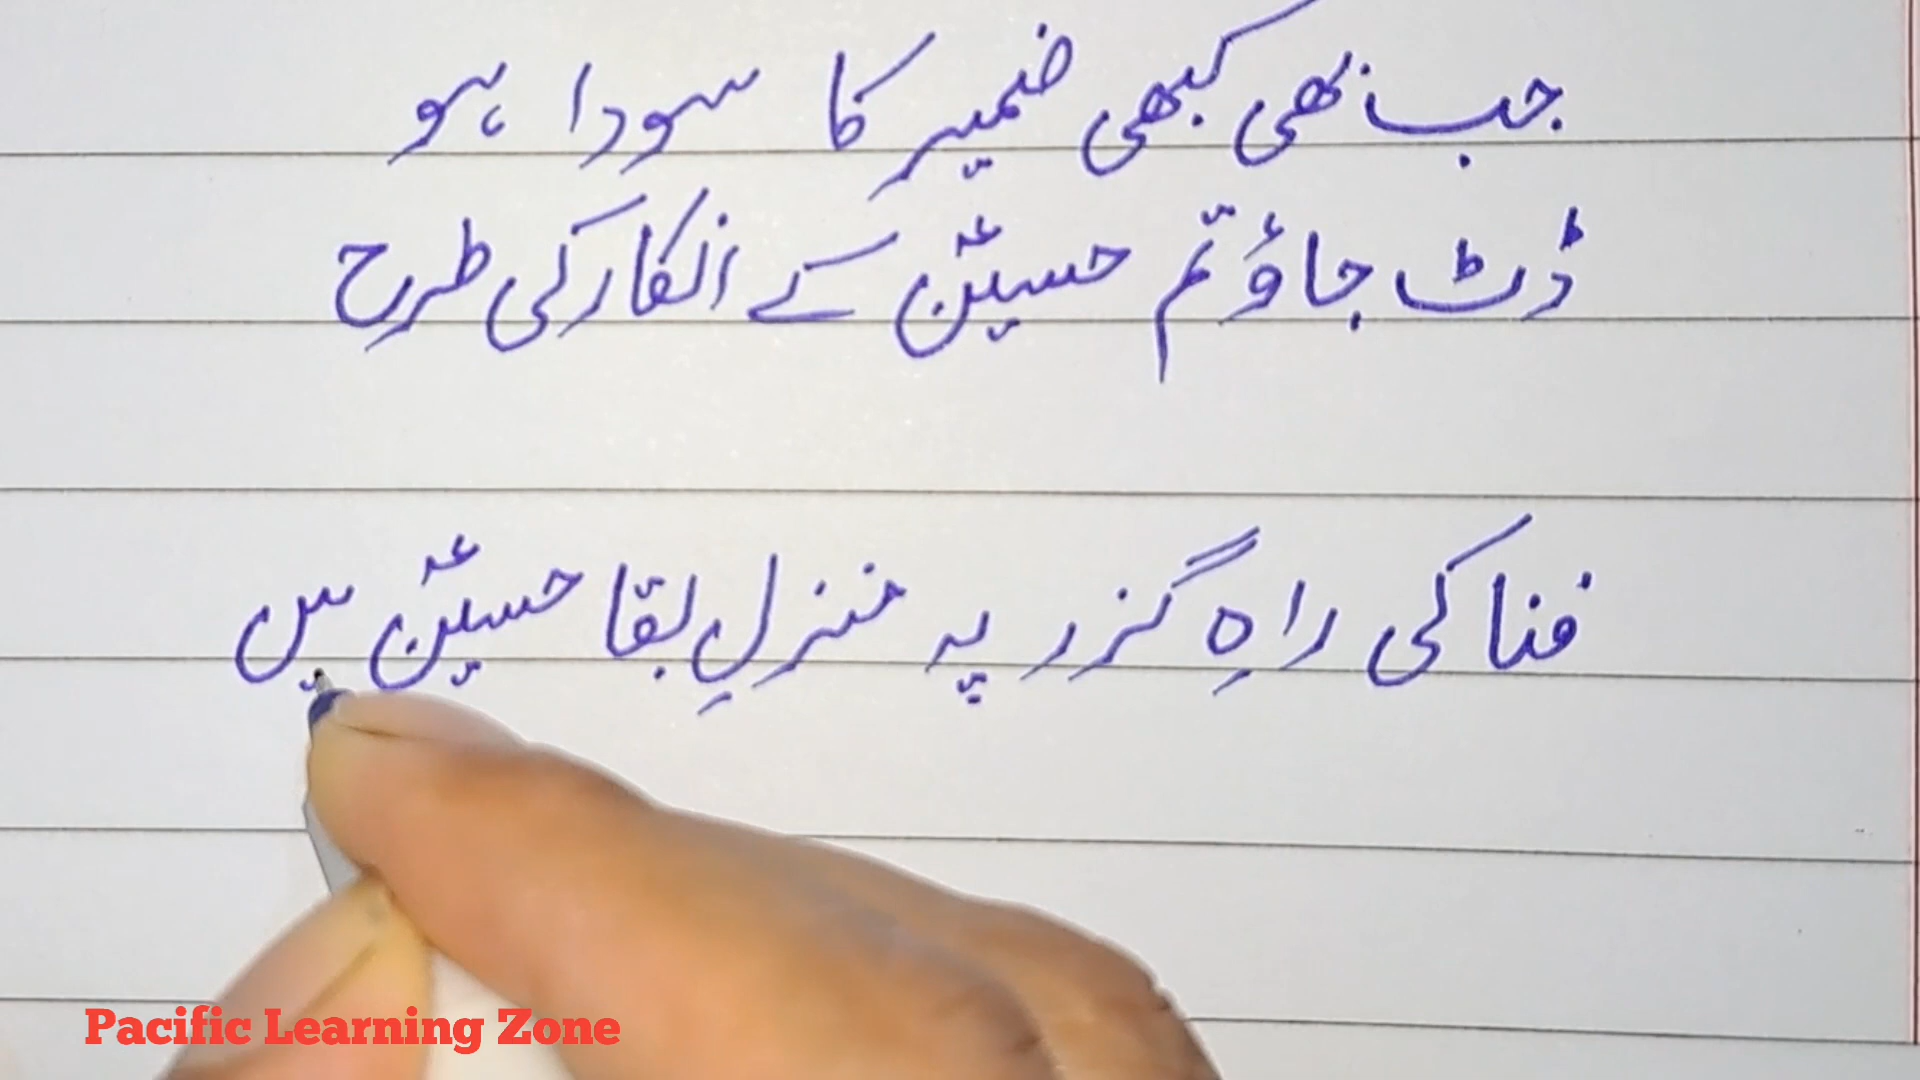 جب بھی کبھی ضمیر کا سودا ہو
ڈٹ جاؤ تم حسینؑ کے انکار کی طرح
فنا کی راہِ گزر پہ منزلِ بقا حسینؑ ہیں
Pacific Learning Zone